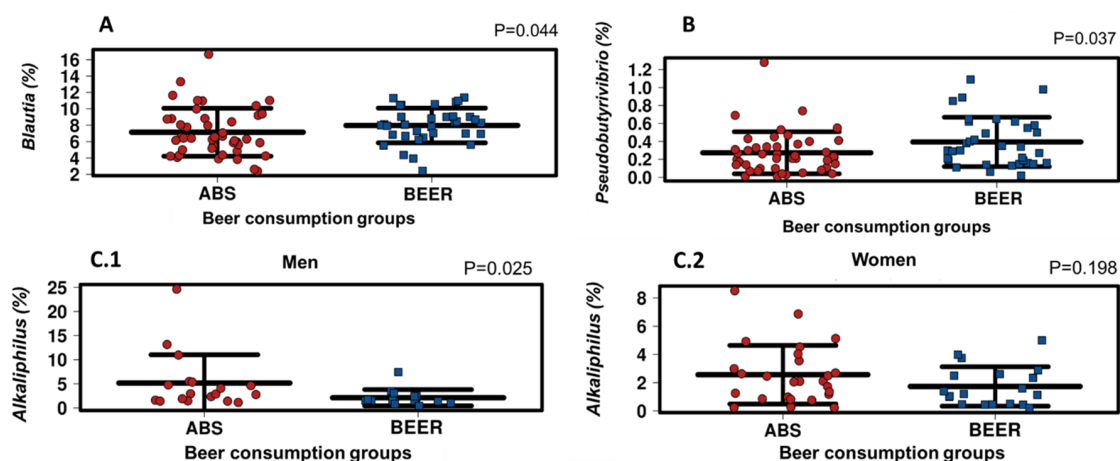 A
P=0.044
Blautia (%)
16
14
12
10
8
6
4
2
ABS
BEER
Beer consumption groups
B
P=0.037
Pseudobutyrivibrio (%)
1.2
1.0
0.8
0.6
0.4
0.2
0.0
ABS
BEER
Beer consumption groups
C.1
Men
P=0.025
Alkaliphilus (%)
25
20
15
10
5
0
ABS
BEER
Beer consumption groups
C.2
Women
P=0.198
Alkaliphilus (%)
8
6
4
2
0
ABS
BEER
Beer consumption groups